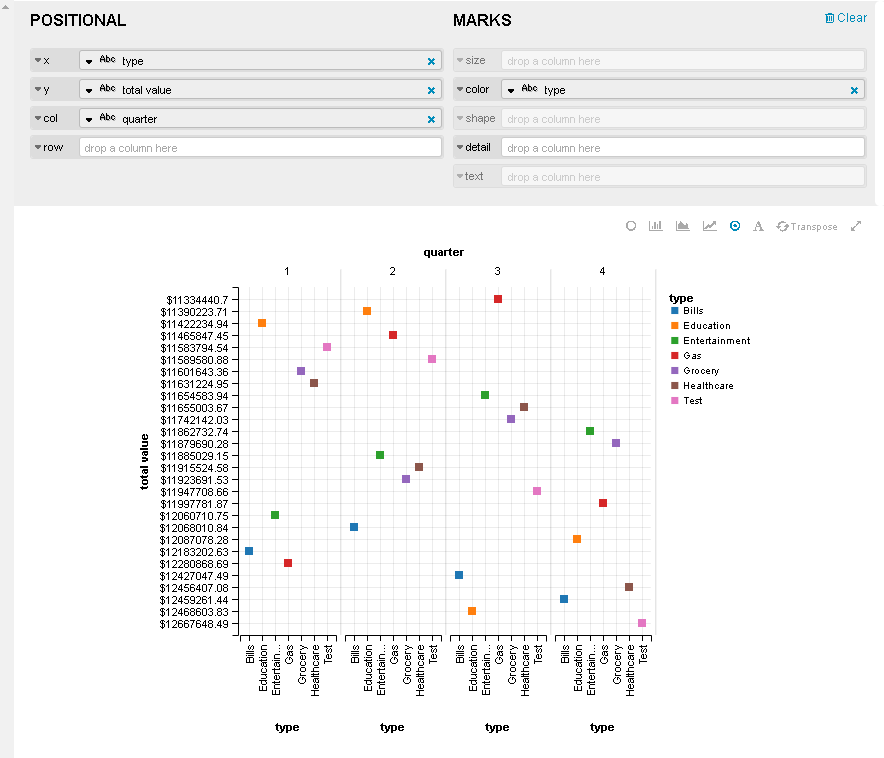 POSITIONAL
MARKS
Clear
x Abc type
size drop a column here
y Abc total value
color Abc type
col Abc quarter
shape drop a column here
row drop a column here
detail drop a column here
text drop a column here
A Transpose
quarter
1 2 3 4
total value
$11334440.7
$11390223.71
$11422234.94
$11465847.45
$11583794.54
$11589580.88
$11601643.36
$11631224.95
$11654583.94
$11655003.67
$11742142.03
$11862732.74
$11879690.28
$11885029.15
$11915524.58
$11923691.53
$11947708.66
$11997781.87
$12060710.75
$12068010.84
$12087078.28
$12183202.63
$12280868.69
$12427047.49
$12456407.08
$12459261.44
$12468603.83
$12667648.49
type
Bills
Education
Entertainment
Gas
Grocery
Healthcare
Test
Bills Education Entertain... Gas Grocery Healthcare Test
Bills Education Entertain... Gas Grocery Healthcare Test
Bills Education Entertain... Gas Grocery Healthcare Test
Bills Education Entertain... Gas Grocery Healthcare Test
type type type type